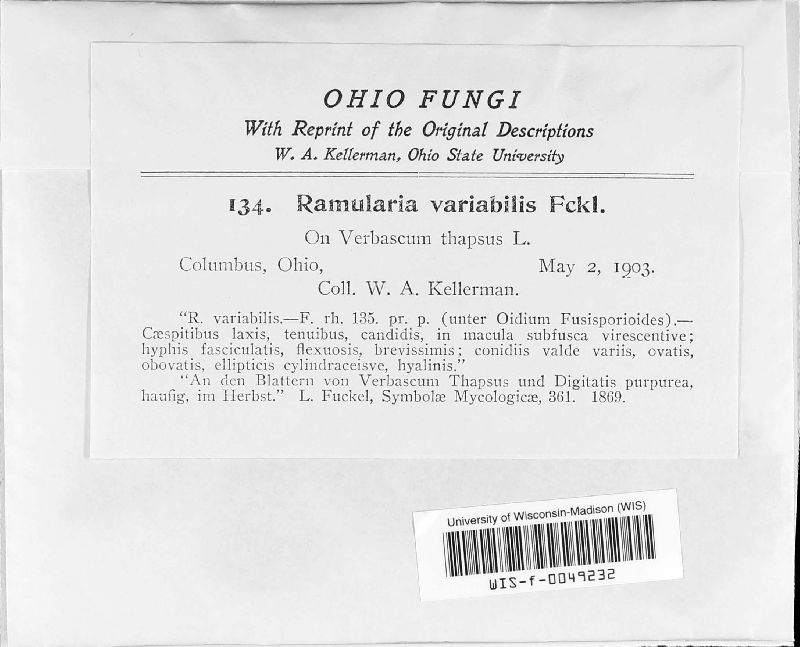 OHIO FUNGI
With Reprint of the Original Descriptions
W. A. Kellerman, Ohio State University
134. Ramularia variabilis Fckl.
On Verbascum thapsus L.
Columbus, Ohio, May 2, 1903.
Coll. W. A. Kellerman.
"R. variabilis.—F. rh. 135. pr. p. (unter Oidium Fusisporioides).—
Cæspitibus laxis, tenuibus, candidis, in macula subfusca virescentive;
hyphis fasciculatis, flexuosis, brevissimis; conidiis valde variis, ovatis,
obovatis, ellipticis cylindraceisve, hyalinis."
"An den Blattern von Verbascum Thapsus und Digitatis purpurea,
haufig, im Herbst." L. Fuckel, Symbolæ Mycologicæ, 361. 1869.
University of Wisconsin-Madison (WIS)
WIS-f-0049232